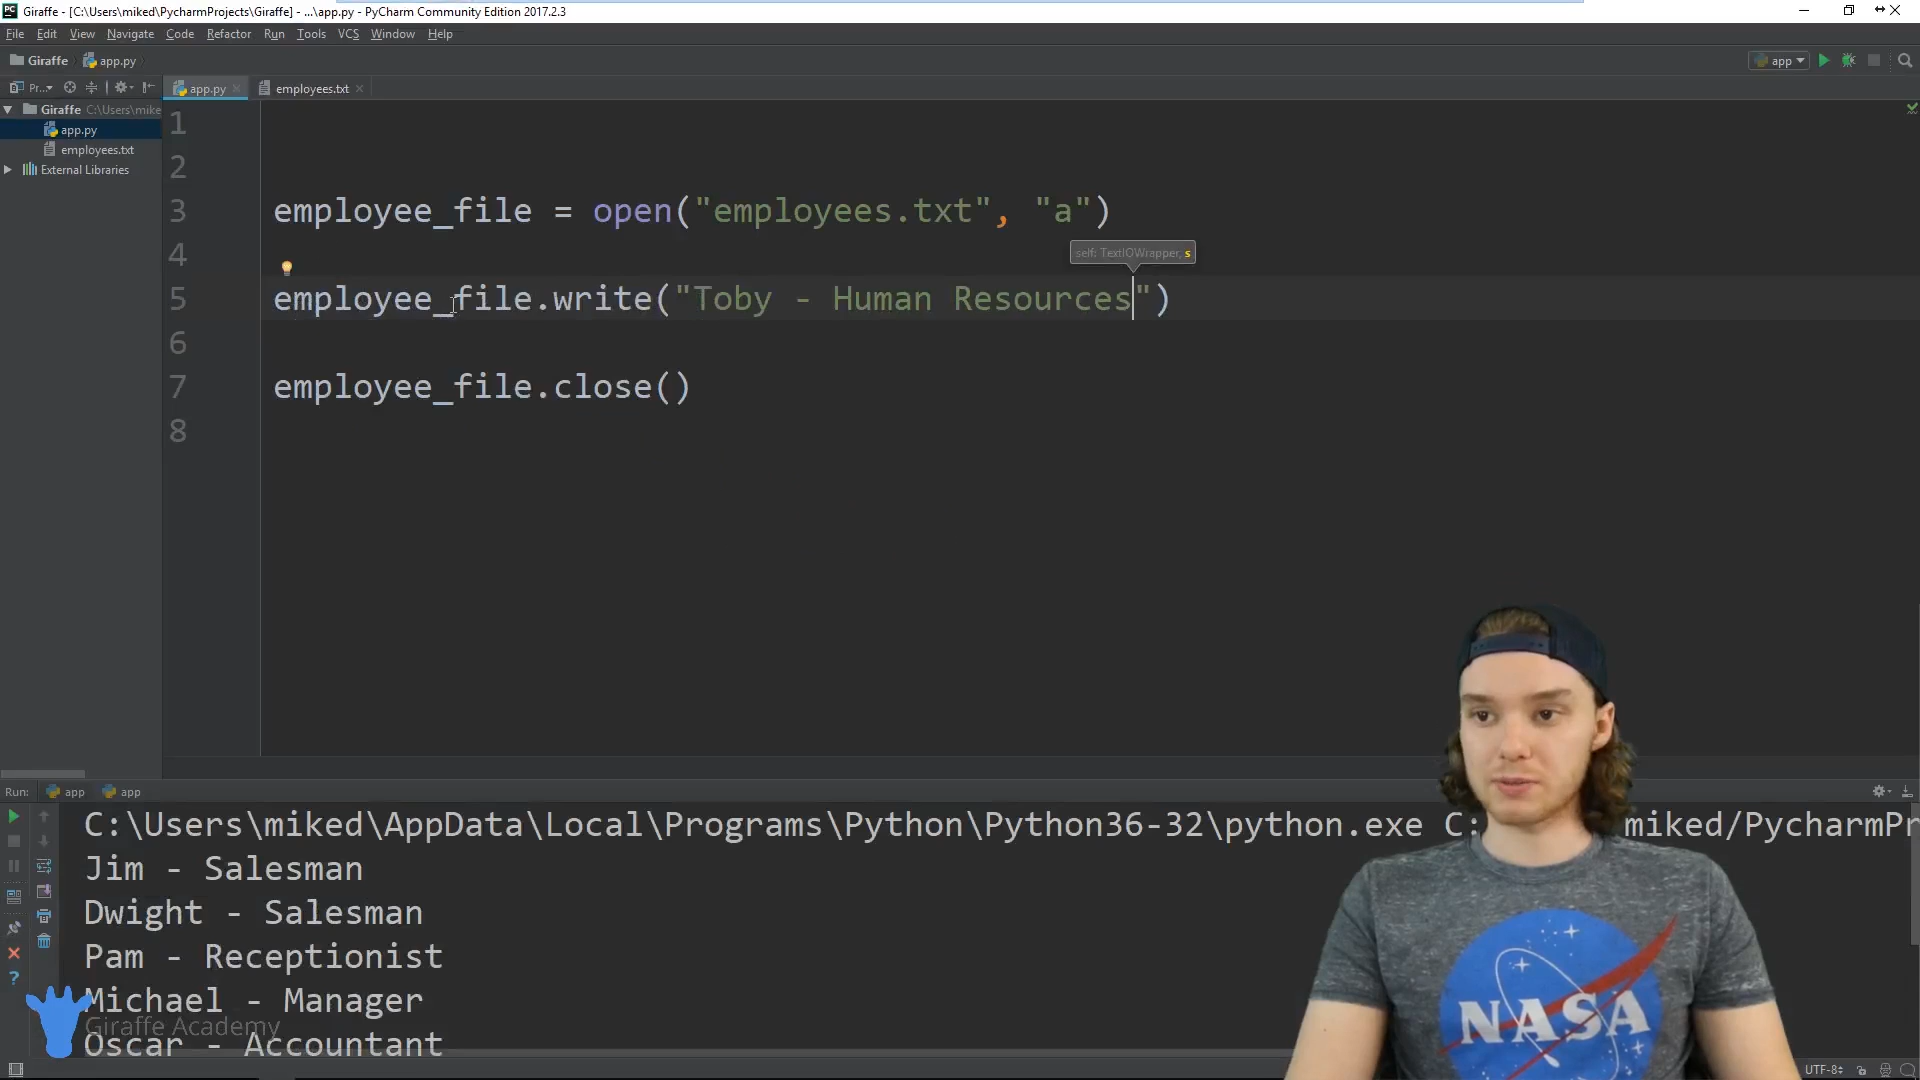 Giraffe - [C:\Users\miked\PycharmProjects\Giraffe] - ...\app.py - PyCharm Community Edition 2017.2.3
File Edit View Navigate Code Refactor Run Tools VCS Window Help
Giraffe app.py app
Pr... app.py employees.txt
Giraffe C:\Users\mike
app.py
employees.txt
External Libraries
1
2
3 employee_file = open("employees.txt", "a")
self: TextIOWrapper, s
4
5 employee_file.write("Toby - Human Resources")
6
7 employee_file.close()
8
Run: app app
C:\Users\miked\AppData\Local\Programs\Python\Python36-32\python.exe C: miked/PycharmPr
Jim - Salesman
Dwight - Salesman
Pam - Receptionist
Michael - Manager
Giraffe Academy
Oscar - Accountant
NASA
UTF-8